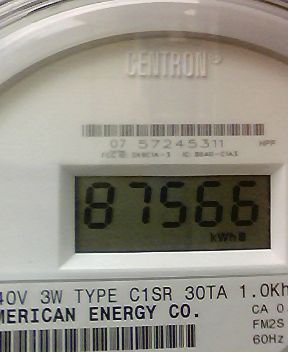 CENTRON®
07 57245311 HPF
87566
kWh
40V 3W TYPE C1SR 30TA 1.0Kh
MERICAN ENERGY CO.
CA 0
FM2S
60Hz